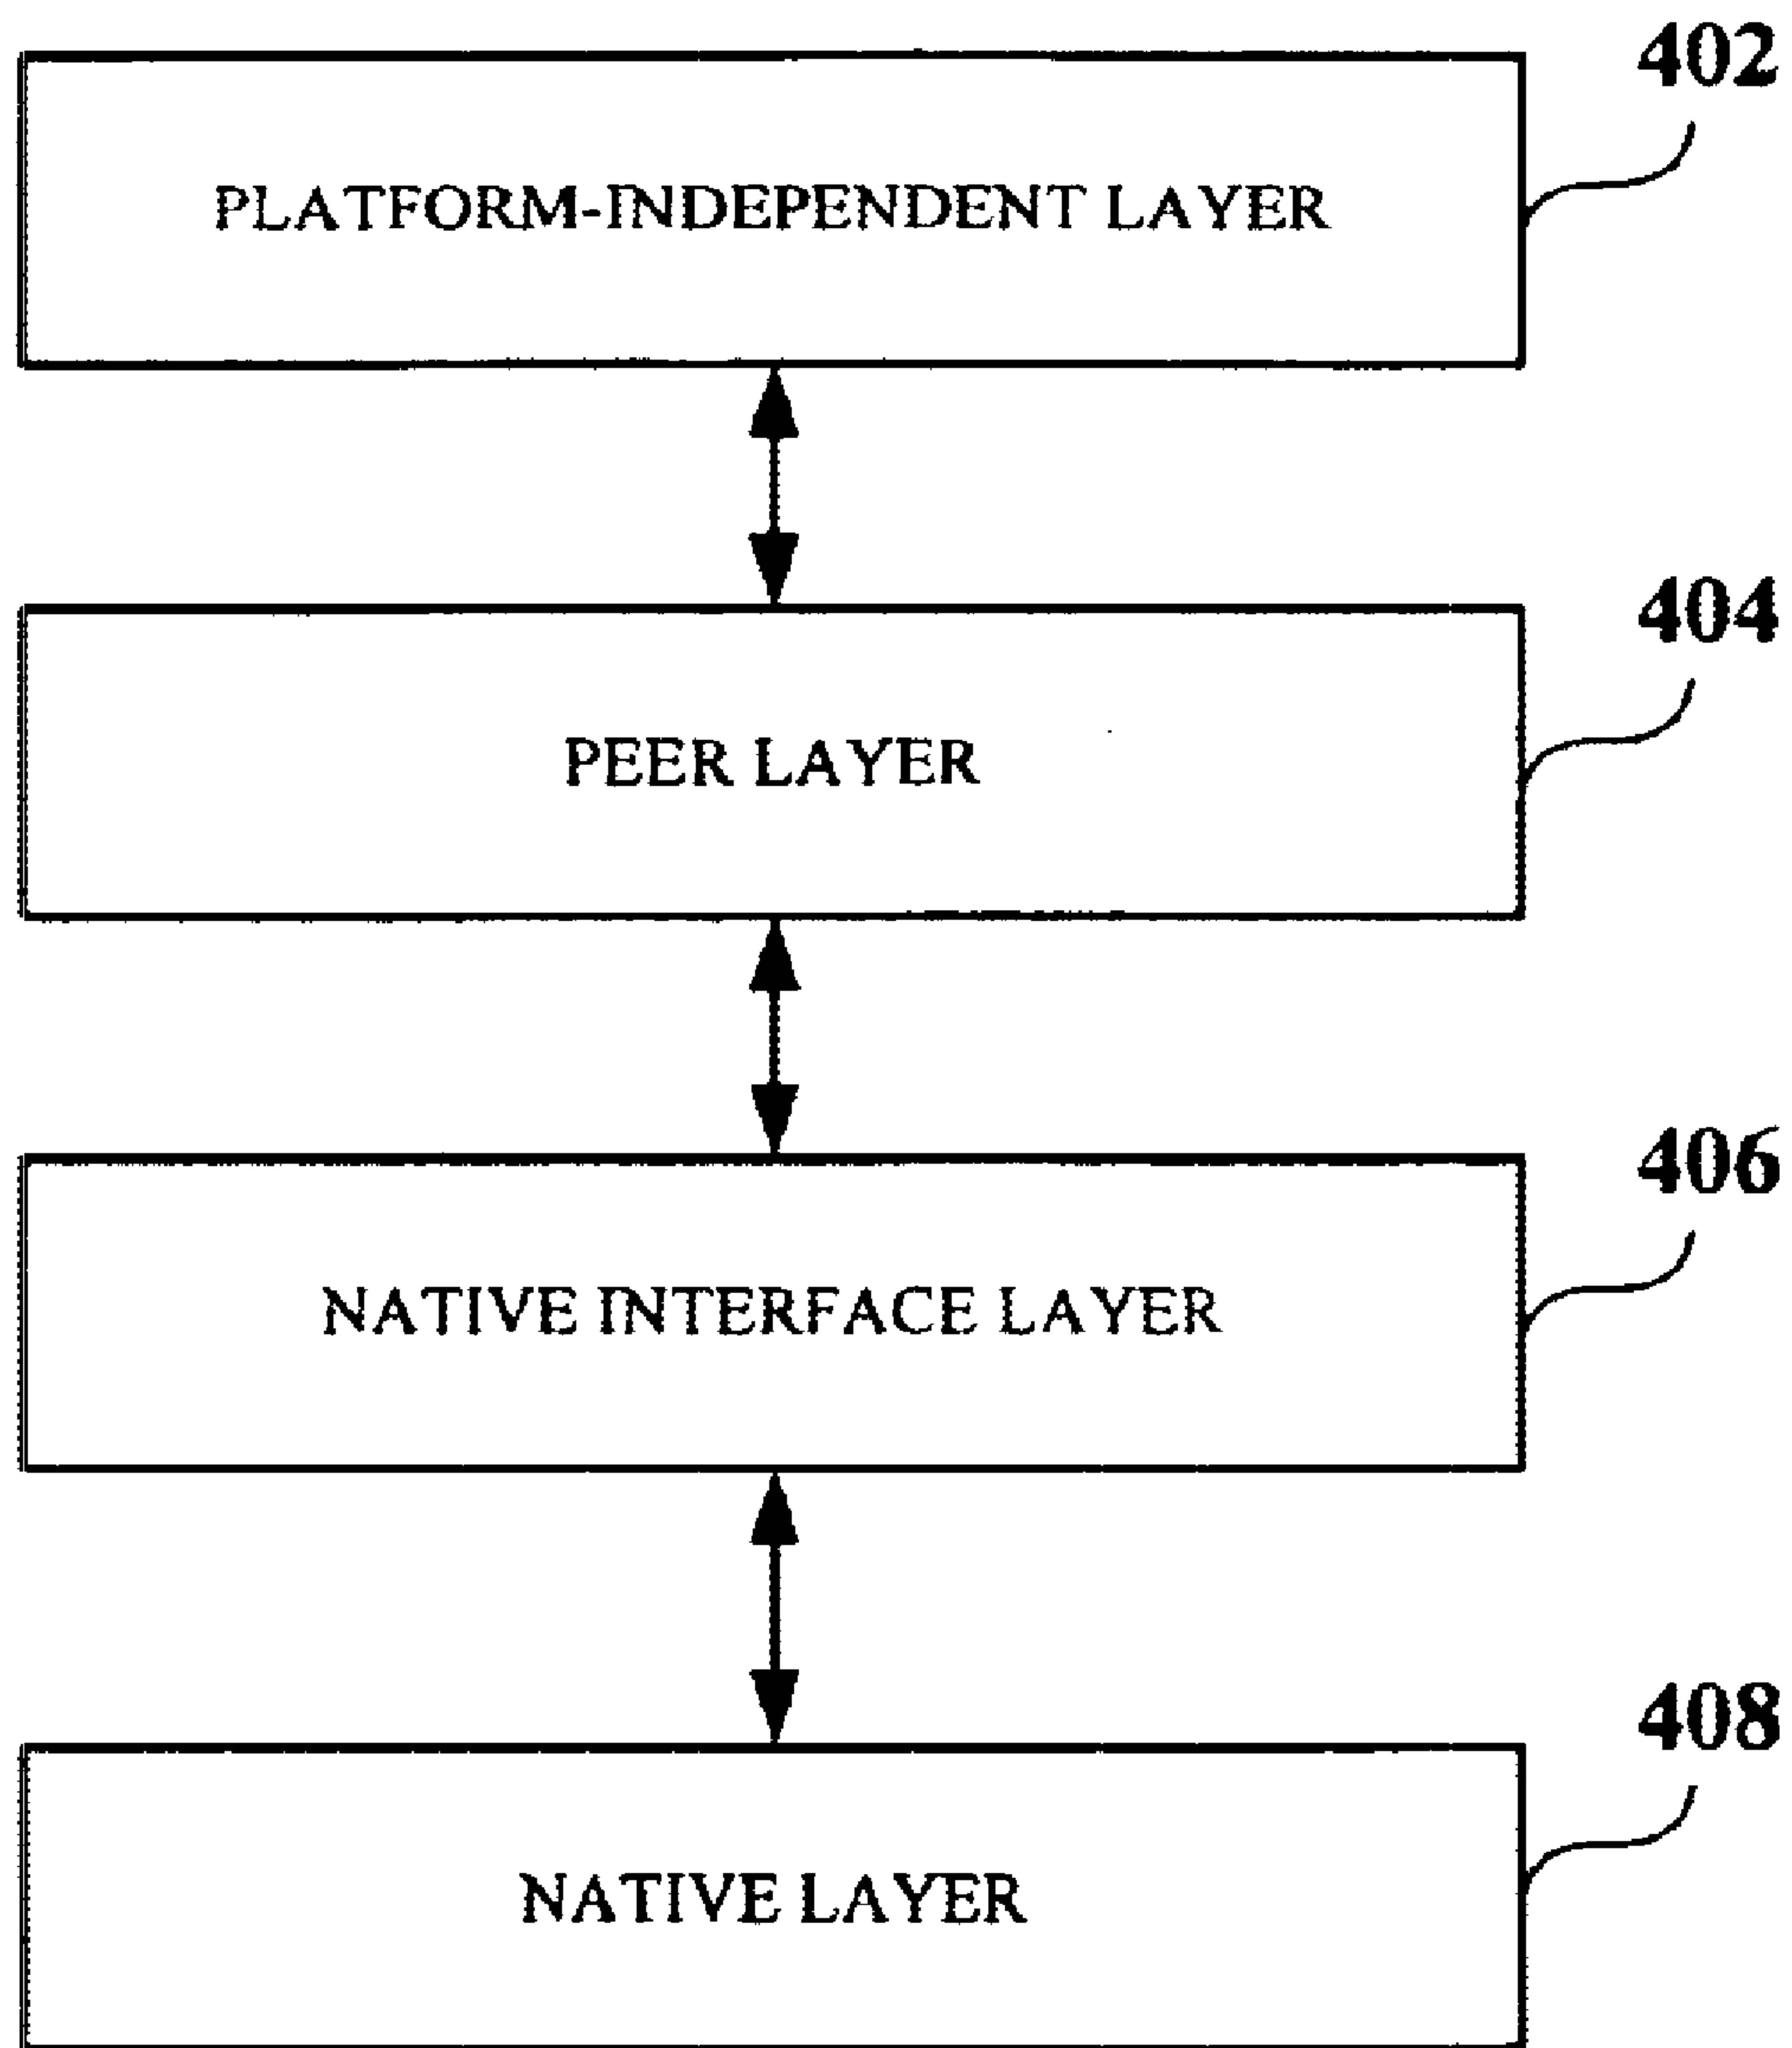 402
PLATFORM-INDEPENDENT LAYER
404
PEER LAYER
406
NATIVE INTERFACE LAYER
408
NATIVE LAYER